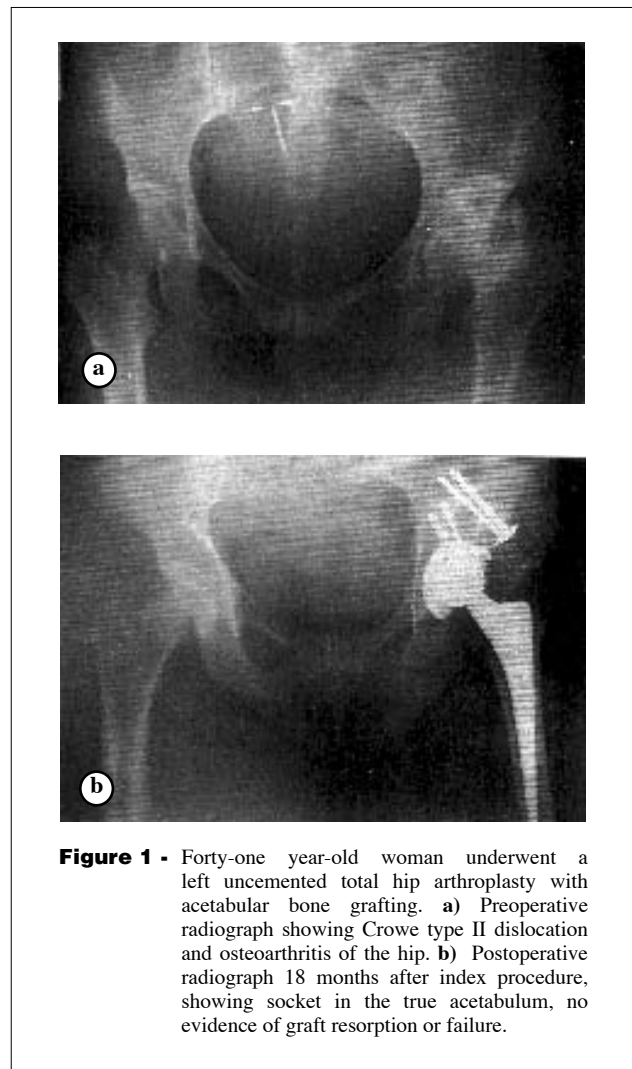 a
b
Figure 1 - Forty-one year-old woman underwent a
left uncemented total hip arthroplasty with
acetabular bone grafting. a) Preoperative
radiograph showing Crowe type II dislocation
and osteoarthritis of the hip. b) Postoperative
radiograph 18 months after index procedure,
showing socket in the true acetabulum, no
evidence of graft resorption or failure.